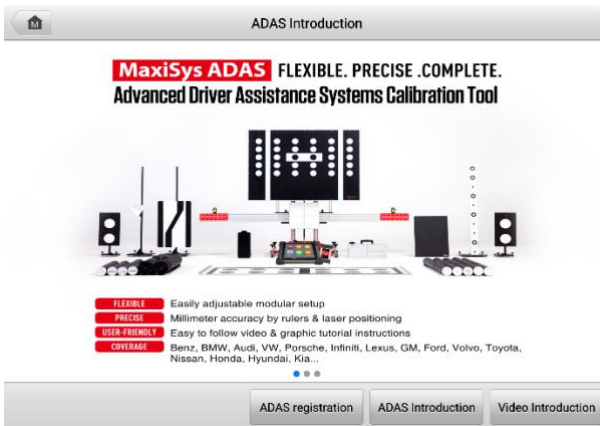 ADAS Introduction
MaxiSys ADAS FLEXIBLE. PRECISE .COMPLETE.
Advanced Driver Assistance Systems Calibration Tool
FLEXIBLE Easily adjustable modular setup
PRECISE Millimeter accuracy by rulers & laser positioning
USER-FRIENDLY Easy to follow video & graphic tutorial instructions
COVERAGE Benz, BMW, Audi, VW, Porsche, Infiniti, Lexus, GM, Ford, Volvo, Toyota,
Nissan, Honda, Hyundai, Kia...
ADAS registration ADAS Introduction Video Introduction